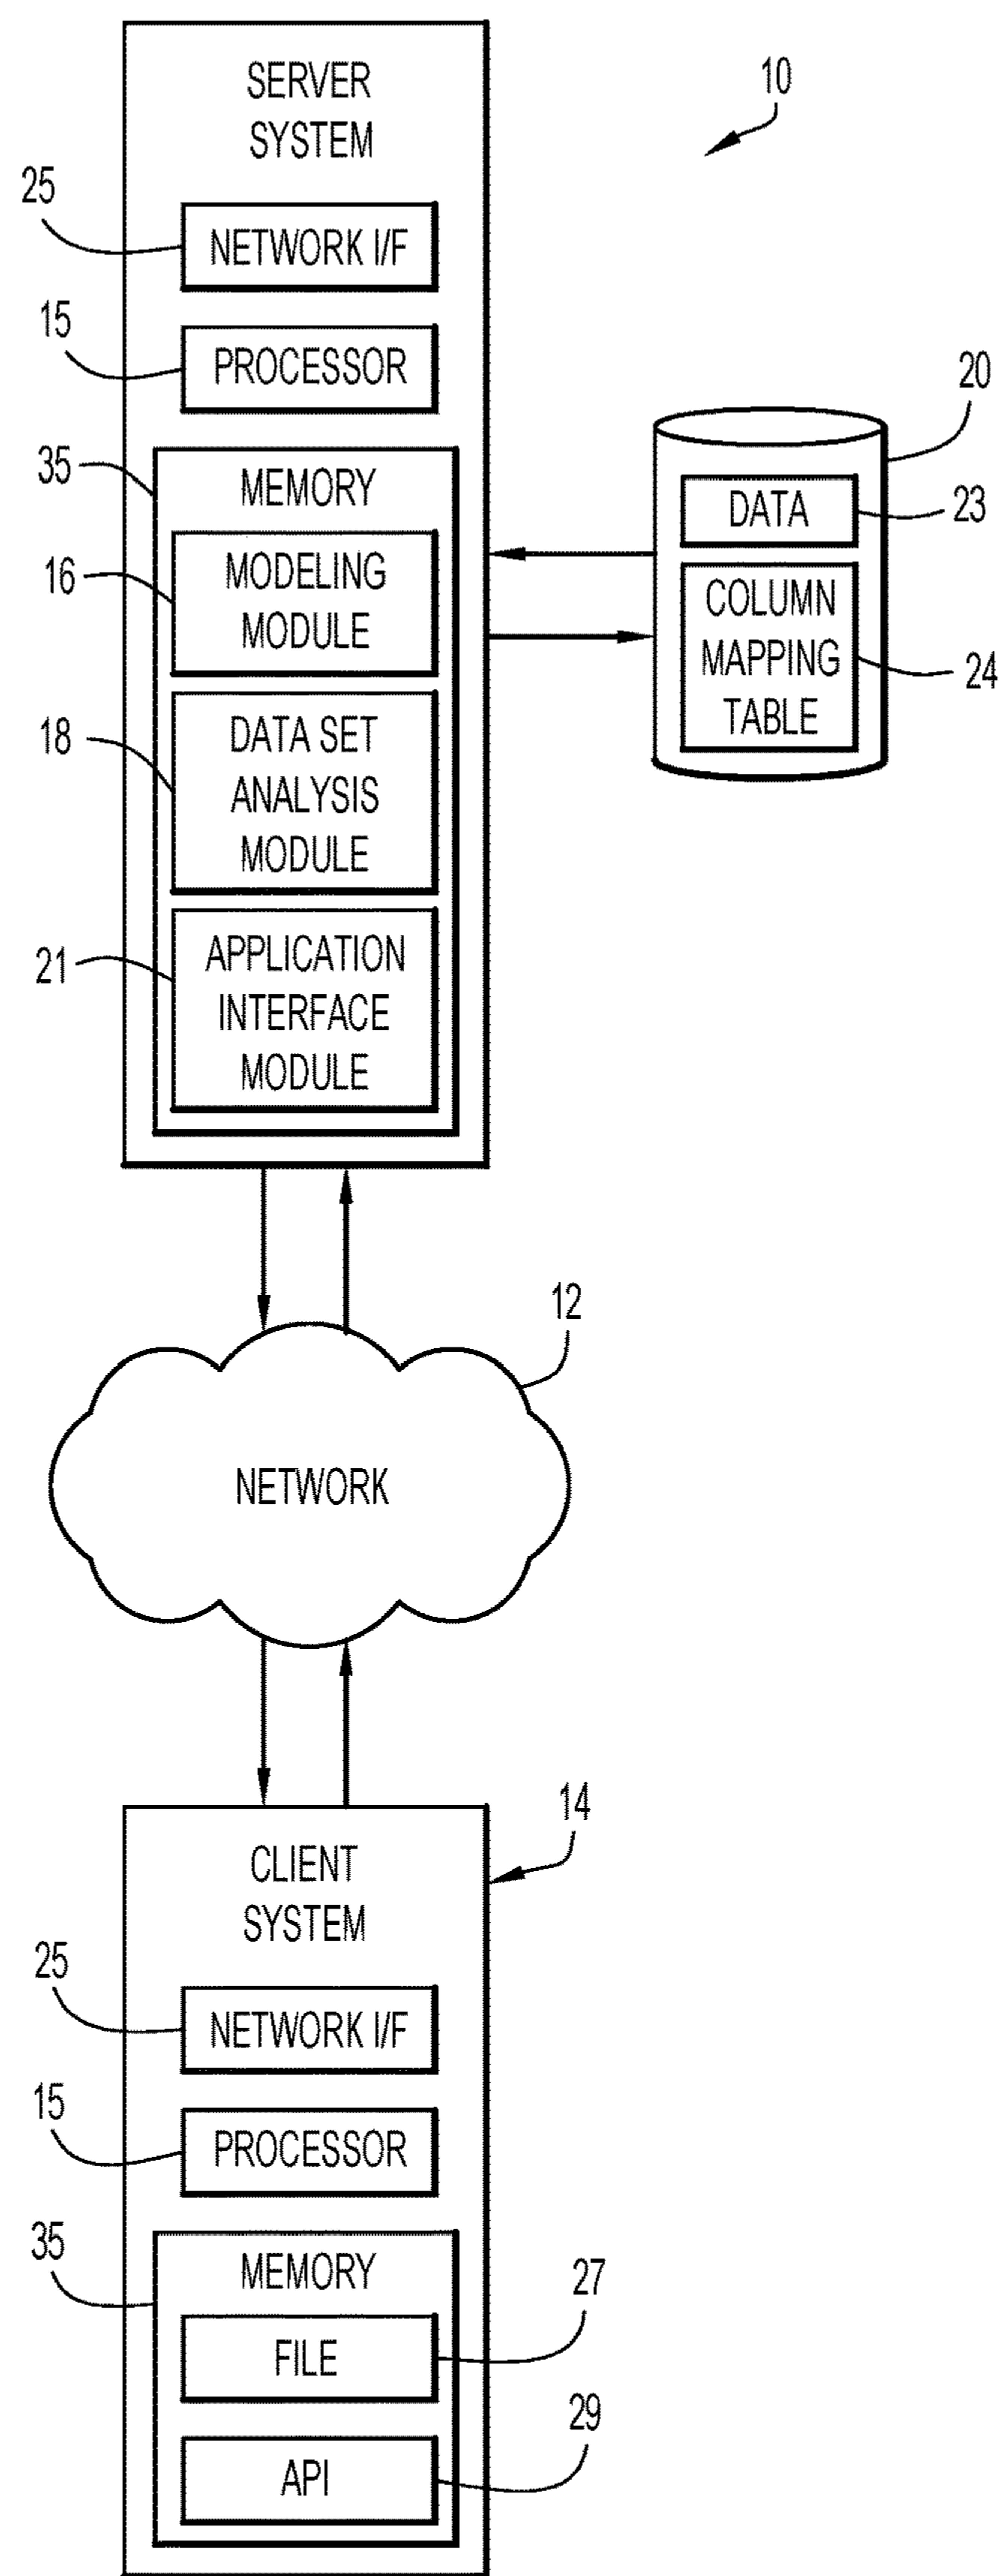 SERVER
SYSTEM
10
25
NETWORK I/F
15
PROCESSOR
20
35
MEMORY
DATA
23
16
MODELING
MODULE
COLUMN
MAPPING
TABLE
24
18
DATA SET
ANALYSIS
MODULE
21
APPLICATION
INTERFACE
MODULE
12
NETWORK
14
CLIENT
SYSTEM
25
NETWORK I/F
15
PROCESSOR
35
MEMORY
27
FILE
29
API